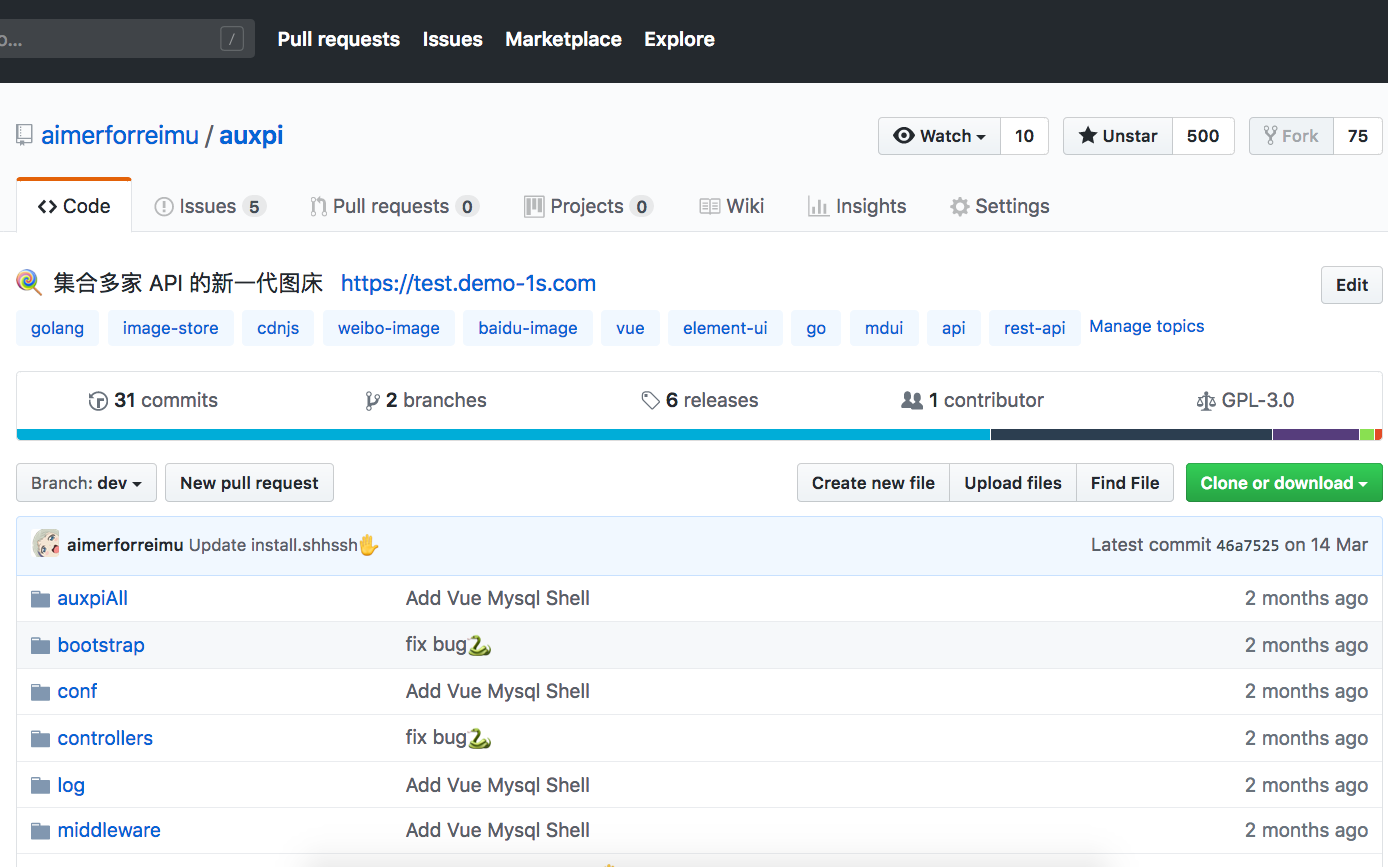 o... / Pull requests Issues Marketplace Explore
aimerforreimu / auxpi Watch 10 Unstar 500 Fork 75
Code Issues 5 Pull requests 0 Projects 0 Wiki Insights Settings
🍭 集合多家 API 的新一代图床 https://test.demo-1s.com Edit
golang image-store cdnjs weibo-image baidu-image vue element-ui go mdui api rest-api Manage topics
31 commits 2 branches 6 releases 1 contributor GPL-3.0
Branch: dev New pull request Create new file Upload files Find File Clone or download
aimerforreimu Update install.shhssh✋ Latest commit 46a7525 on 14 Mar
auxpiAll Add Vue Mysql Shell 2 months ago
bootstrap fix bug🐍 2 months ago
conf Add Vue Mysql Shell 2 months ago
controllers fix bug🐍 2 months ago
log Add Vue Mysql Shell 2 months ago
middleware Add Vue Mysql Shell 2 months ago